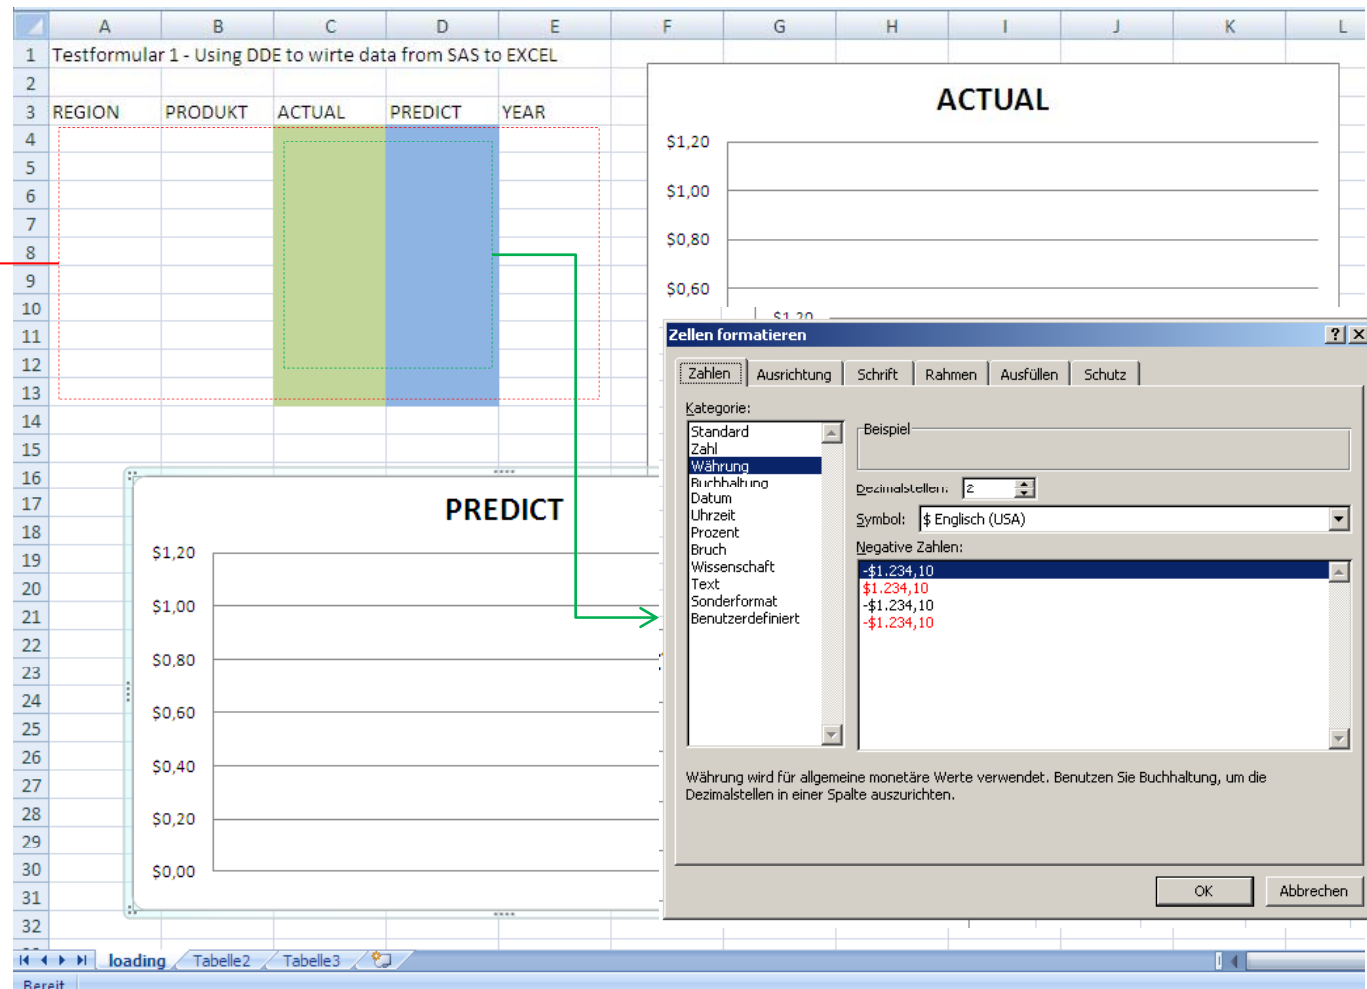 A B C D E F G H I J K L
1 Testformular 1 - Using DDE to wirte data from SAS to EXCEL
2
3 REGION PRODUKT ACTUAL PREDICT YEAR
4
5
6
7
8
9
10
11
12
13
14
15
16
17
18
19
20
21
22
23
24
25
26
27
28
29
30
31
32
ACTUAL
$1,20
$1,00
$0,80
$0,60
$1,20
PREDICT
$1,20
$1,00
$0,80
$0,60
$0,40
$0,20
$0,00
Zellen formatieren
Zahlen Ausrichtung Schrift Rahmen Ausfüllen Schutz
Kategorie:
Standard
Zahl
Währung
Buchhaltung
Datum
Uhrzeit
Prozent
Bruch
Wissenschaft
Text
Sonderformat
Benutzerdefiniert
Beispiel
Dezimalstellen: 2
Symbol: $ Englisch (USA)
Negative Zahlen:
-$1.234,10
$1.234,10
-$1.234,10
-$1.234,10
Währung wird für allgemeine monetäre Werte verwendet. Benutzen Sie Buchhaltung, um die
Dezimalstellen in einer Spalte auszurichten.
OK Abbrechen
loading Tabelle2 Tabelle3
Bereit